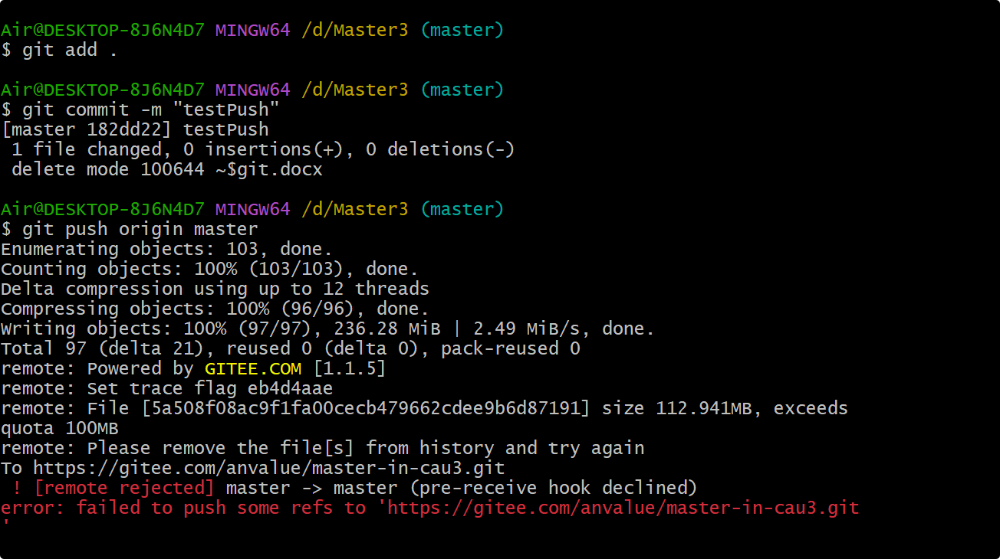 Air@DESKTOP-8J6N4D7 MINGW64 /d/Master3 (master)
$ git add .
Air@DESKTOP-8J6N4D7 MINGW64 /d/Master3 (master)
$ git commit -m "testPush"
[master 182dd22] testPush
 1 file changed, 0 insertions(+), 0 deletions(-)
 delete mode 100644 ~$git.docx
Air@DESKTOP-8J6N4D7 MINGW64 /d/Master3 (master)
$ git push origin master
Enumerating objects: 103, done.
Counting objects: 100% (103/103), done.
Delta compression using up to 12 threads
Compressing objects: 100% (96/96), done.
Writing objects: 100% (97/97), 236.28 MiB | 2.49 MiB/s, done.
Total 97 (delta 21), reused 0 (delta 0), pack-reused 0
remote: Powered by GITEE.COM [1.1.5]
remote: Set trace flag eb4d4aae
remote: File [5a508f08ac9f1fa00cecb479662cdee9b6d87191] size 112.941MB, exceeds
quota 100MB
remote: Please remove the file[s] from history and try again
To https://gitee.com/anvalue/master-in-cau3.git
 ! [remote rejected] master -> master (pre-receive hook declined)
error: failed to push some refs to 'https://gitee.com/anvalue/master-in-cau3.git
'